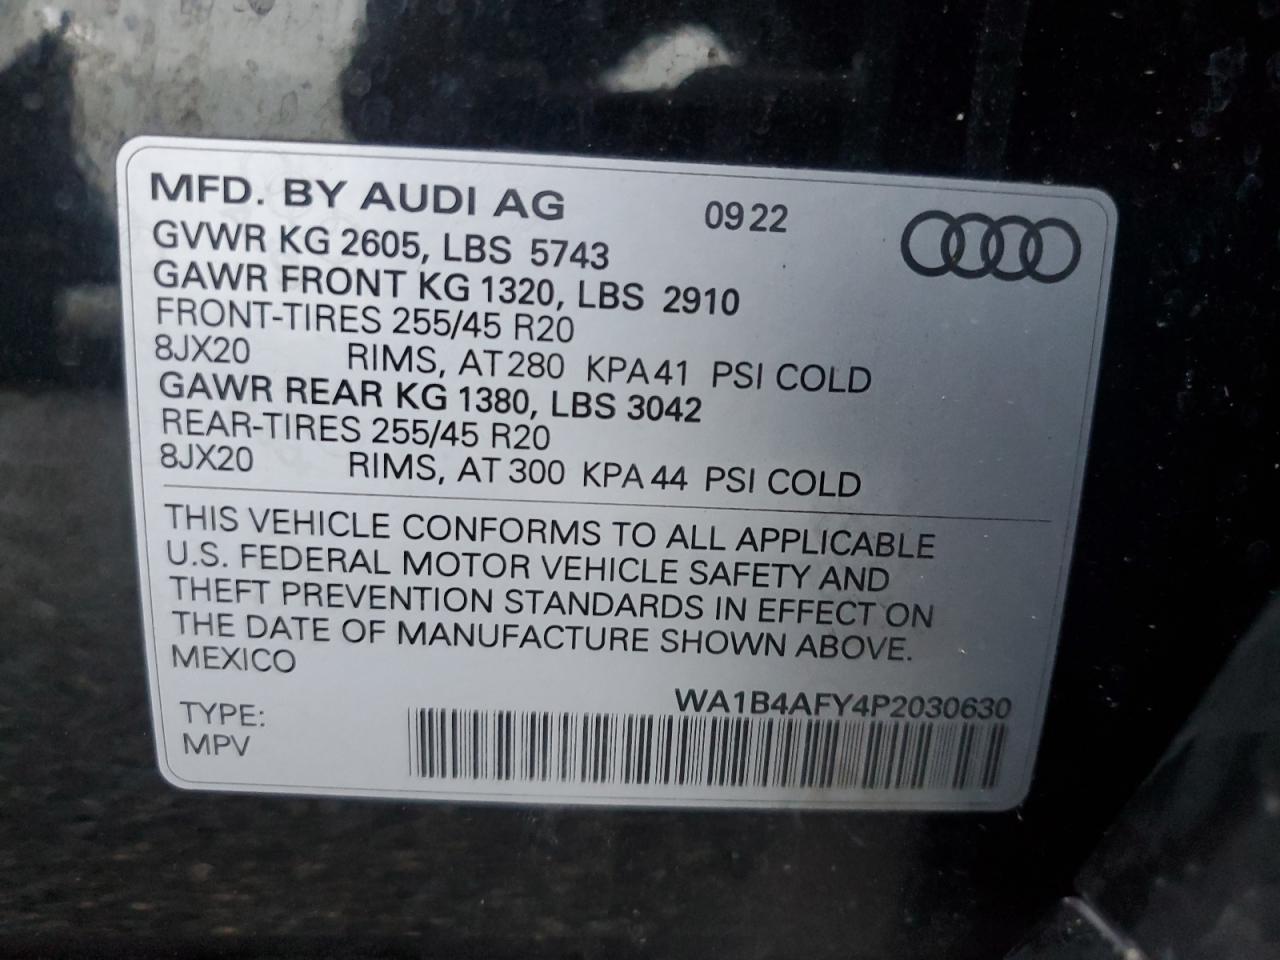 MFD. BY AUDI AG 09 22
GVWR KG 2605, LBS 5743
GAWR FRONT KG 1320, LBS 2910
FRONT-TIRES 255/45 R20
8JX20 RIMS, AT 280 KPA 41 PSI COLD
GAWR REAR KG 1380, LBS 3042
REAR-TIRES 255/45 R20
8JX20 RIMS, AT 300 KPA 44 PSI COLD
THIS VEHICLE CONFORMS TO ALL APPLICABLE
U.S. FEDERAL MOTOR VEHICLE SAFETY AND
THEFT PREVENTION STANDARDS IN EFFECT ON
THE DATE OF MANUFACTURE SHOWN ABOVE.
MEXICO
WA1B4AFY4P2030630
TYPE:
MPV